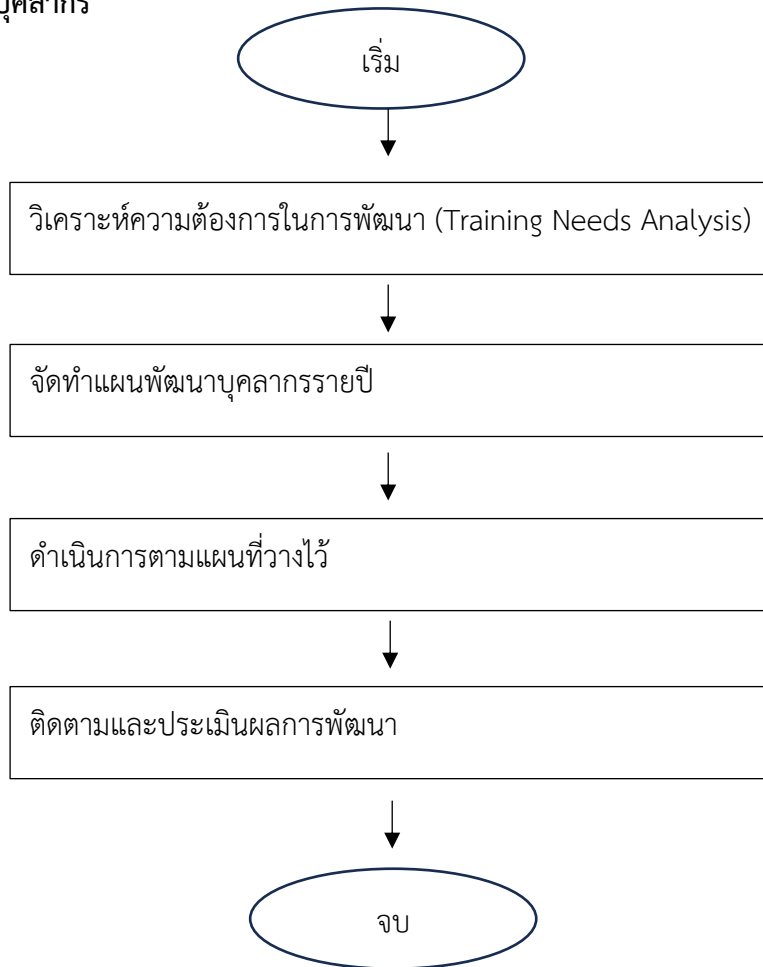 บุคลากร
เริ่ม
วิเคราะห์ความต้องการในการพัฒนา (Training Needs Analysis)
จัดทำแผนพัฒนาบุคลากรรายปี
ดำเนินการตามแผนที่วางไว้
ติดตามและประเมินผลการพัฒนา
จบ